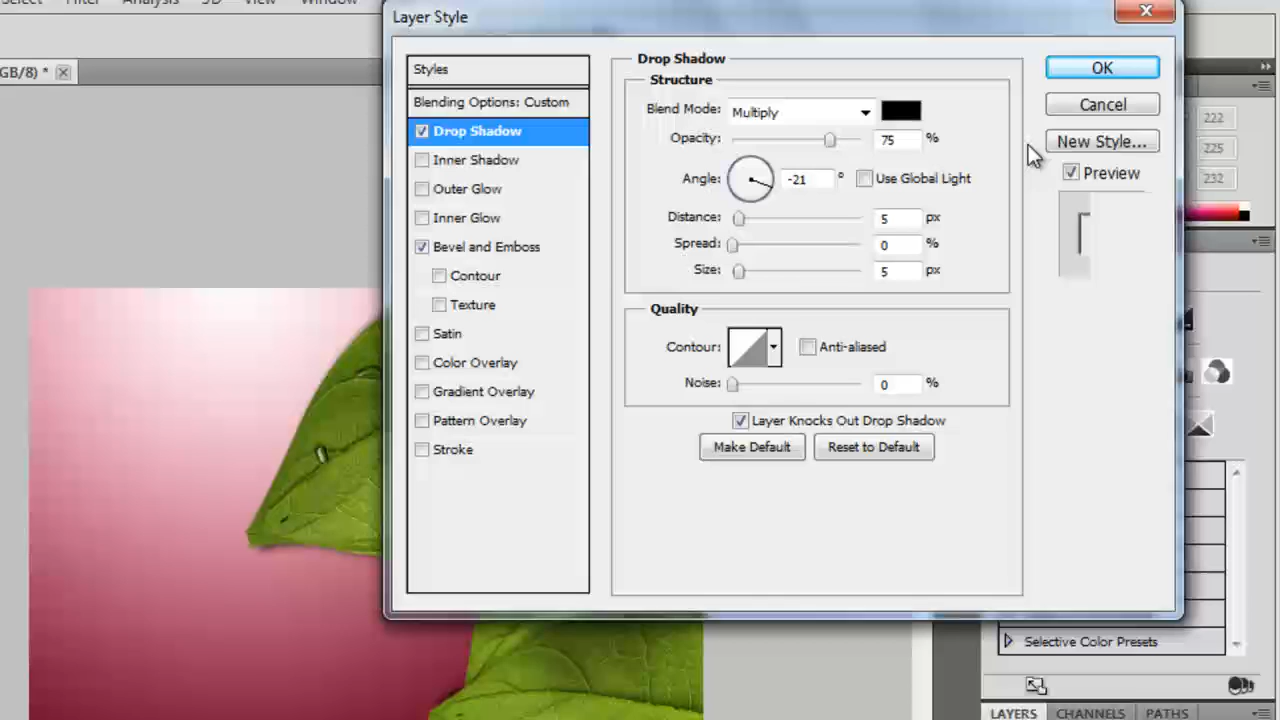 Select Filter Analysis 3D View Window
Layer Style
GB/8) *
Styles
Blending Options: Custom
Drop Shadow
Inner Shadow
Outer Glow
Inner Glow
Bevel and Emboss
Contour
Texture
Satin
Color Overlay
Gradient Overlay
Pattern Overlay
Stroke
Drop Shadow
Structure
Blend Mode: Multiply
Opacity: 75 %
Angle: -21 ° Use Global Light
Distance: 5 px
Spread: 0 %
Size: 5 px
Quality
Contour: Anti-aliased
Noise: 0 %
Layer Knocks Out Drop Shadow
Make Default Reset to Default
OK
Cancel
New Style...
Preview
222
225
232
Selective Color Presets
LAYERS CHANNELS PATHS